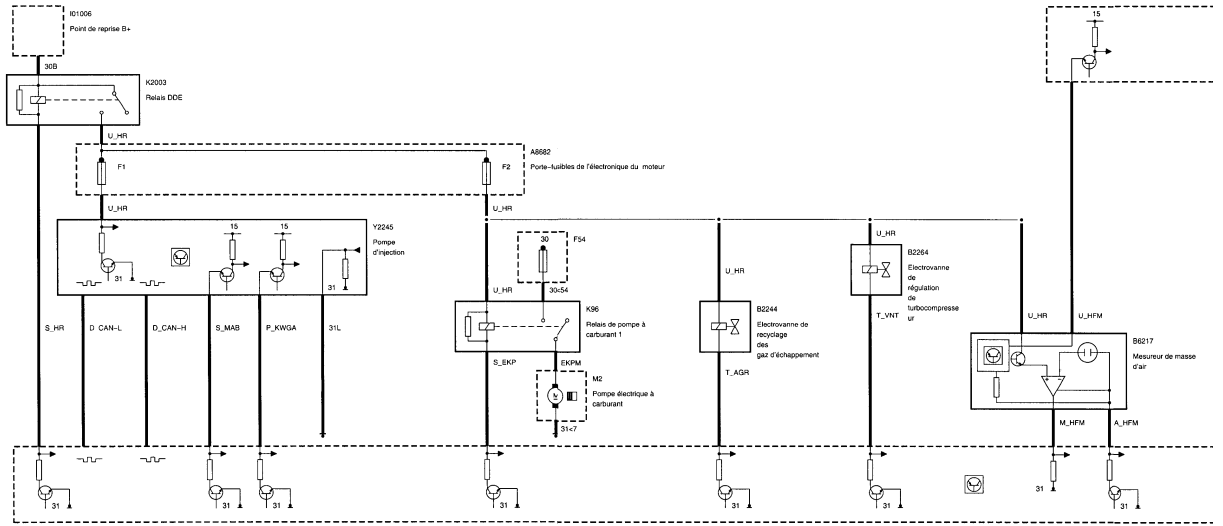 I01006
Point de reprise B+
15
30B
K2003
Relais DDE
U_HR
A8682
Porte-fusibles de l'électronique du moteur
F1
F2
U_HR
U_HR
Y2245
Pompe
d'injection
15
15
31
31
30
F54
U_HR
30<54
U_HR
U_HR
B2264
Electrovanne
de
régulation
de
turbocompresse
ur
K96
Relais de pompe à
carburant 1
B2244
Electrovanne de
recyclage
des
gaz d'échappement
S_HR
D_CAN-L
D_CAN-H
S_MAB
P_KWGA
31L
T_VNT
U_HR
U_HFM
B6217
Mesureur de masse
d'air
S_EKP
EKPM
T_AGR
M2
Pompe électrique à
carburant
M
31<7
M_HFM
A_HFM
31
31
31
31
31
31
31
31